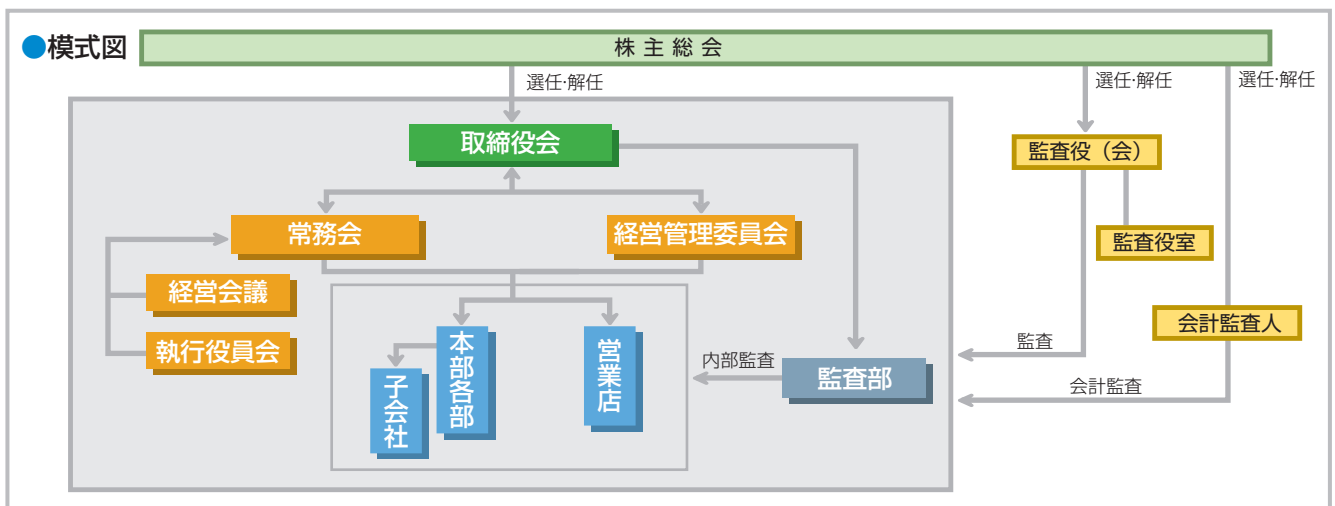 ●模式図
株主総会
選任・解任
選任・解任
選任・解任
取締役会
監査役（会）
常務会
経営管理委員会
監査役室
経営会議
会計監査人
執行役員会
本部各部
営業店
子会社
監査部
内部監査
監査
会計監査